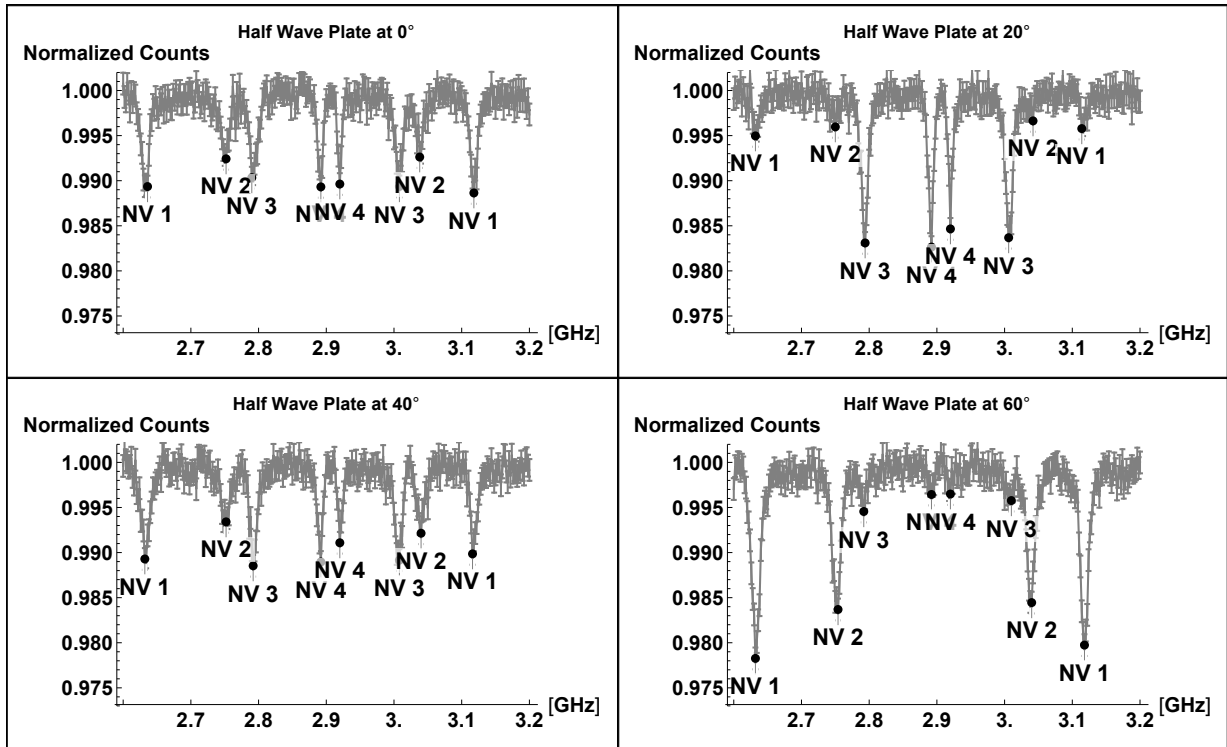 Half Wave Plate at 0°
Normalized Counts
1.000
0.995
0.990
0.985
0.980
0.975
NV 1
NV 2
NV 3
NV 4
NV 3
NV 2
NV 1
2.7 2.8 2.9 3. 3.1 3.2
[GHz]
Half Wave Plate at 20°
Normalized Counts
1.000
0.995
0.990
0.985
0.980
0.975
NV 1
NV 2
NV 3
NV 4
NV 4
NV 3
NV 2
NV 1
2.7 2.8 2.9 3. 3.1 3.2
[GHz]
Half Wave Plate at 40°
Normalized Counts
1.000
0.995
0.990
0.985
0.980
0.975
NV 1
NV 2
NV 3
NV 4
NV 4
NV 3
NV 2
NV 1
2.7 2.8 2.9 3. 3.1 3.2
[GHz]
Half Wave Plate at 60°
Normalized Counts
1.000
0.995
0.990
0.985
0.980
0.975
NV 1
NV 2
NV 3
NV 4
NV 3
NV 2
NV 1
2.7 2.8 2.9 3. 3.1 3.2
[GHz]